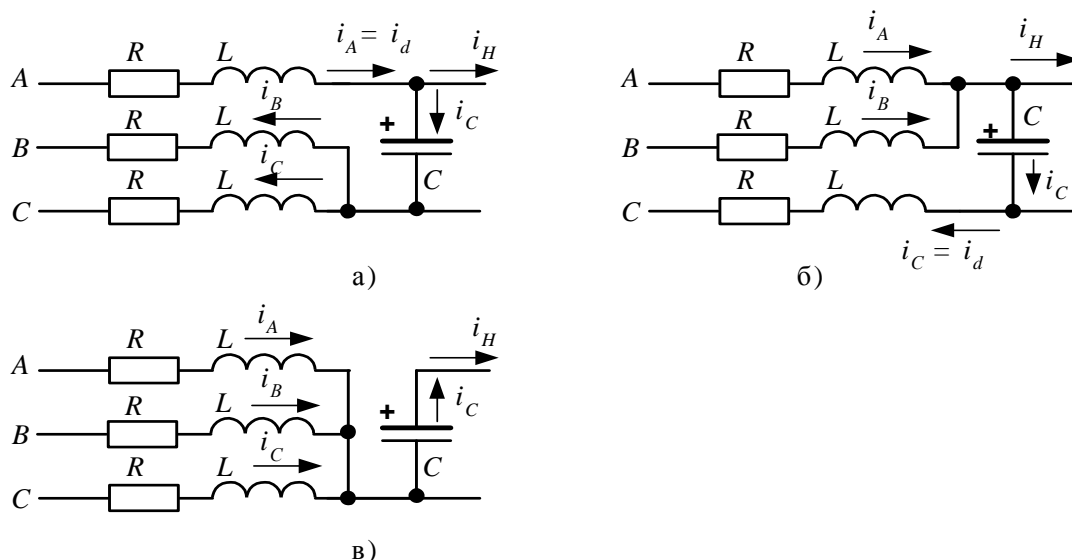 i_A = i_d
i_H
R
L
A
i_B
i_C
+
R
L
B
i_C
C
R
L
C
а)
i_A
i_H
R
L
A
i_B
C
+
R
L
B
i_C
R
L
C
i_C = i_d
б)
i_A
i_H
R
L
A
i_B
i_C
+
R
L
B
i_C
C
R
L
C
в)